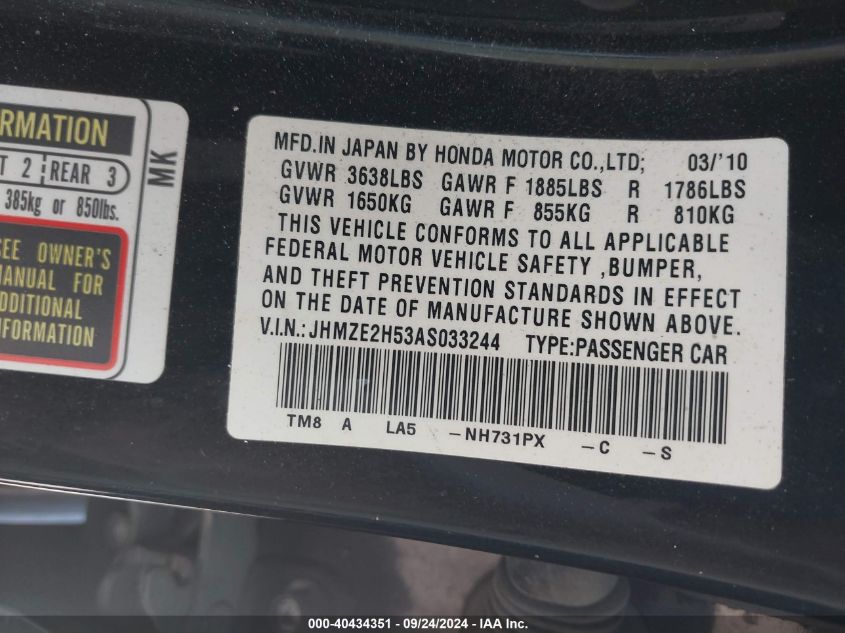 RMATION
T 2 REAR 3
385kg or 850lbs.
SEE OWNER'S
MANUAL FOR
ADDITIONAL
INFORMATION
MK
MFD.IN JAPAN BY HONDA MOTOR CO.,LTD; 03/'10
GVWR 3638LBS GAWR F 1885LBS R 1786LBS
GVWR 1650KG GAWR F 855KG R 810KG
THIS VEHICLE CONFORMS TO ALL APPLICABLE
FEDERAL MOTOR VEHICLE SAFETY ,BUMPER,
AND THEFT PREVENTION STANDARDS IN EFFECT
ON THE DATE OF MANUFACTURE SHOWN ABOVE.
V.I.N.: JHMZE2H53AS033244 TYPE:PASSENGER CAR
TM8 A LA5 -NH731PX -C -S
000-40434351 - 09/24/2024 - IAA Inc.